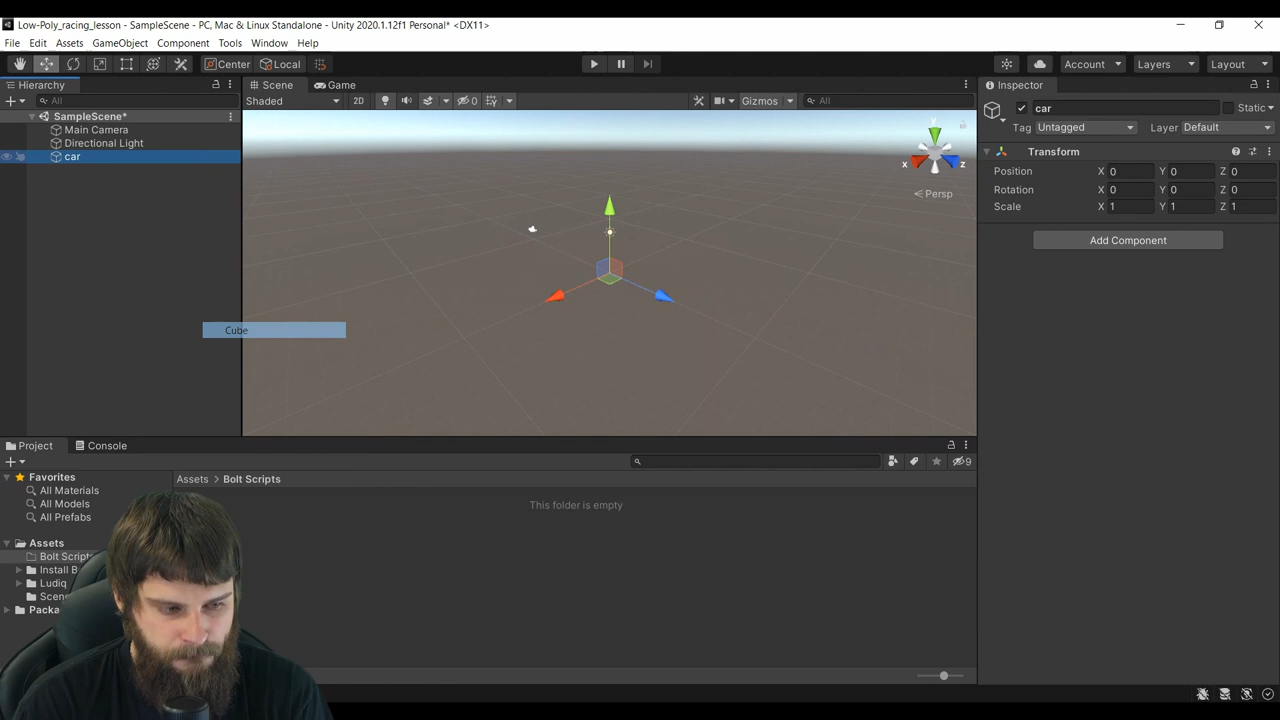 Low-Poly_racing_lesson - SampleScene - PC, Mac & Linux Standalone - Unity 2020.1.12f1 Personal* <DX11>
File Edit Assets GameObject Component Tools Window Help
Center Local Account Layers Layout
Hierarchy Scene Game Inspector
All Shaded 2D 0 Gizmos All
SampleScene*
Main Camera
Directional Light
car
car Static
Tag Untagged Layer Default
Transform
Position X 0 Y 0 Z 0
Rotation X 0 Y 0 Z 0
Scale X 1 Y 1 Z 1
Add Component
y
x z
Persp
Cube
Project Console
9
Favorites
All Materials
All Models
All Prefabs
Assets > Bolt Scripts
This folder is empty
Assets
Bolt Scripts
Install B
Ludiq
Scen
Packa